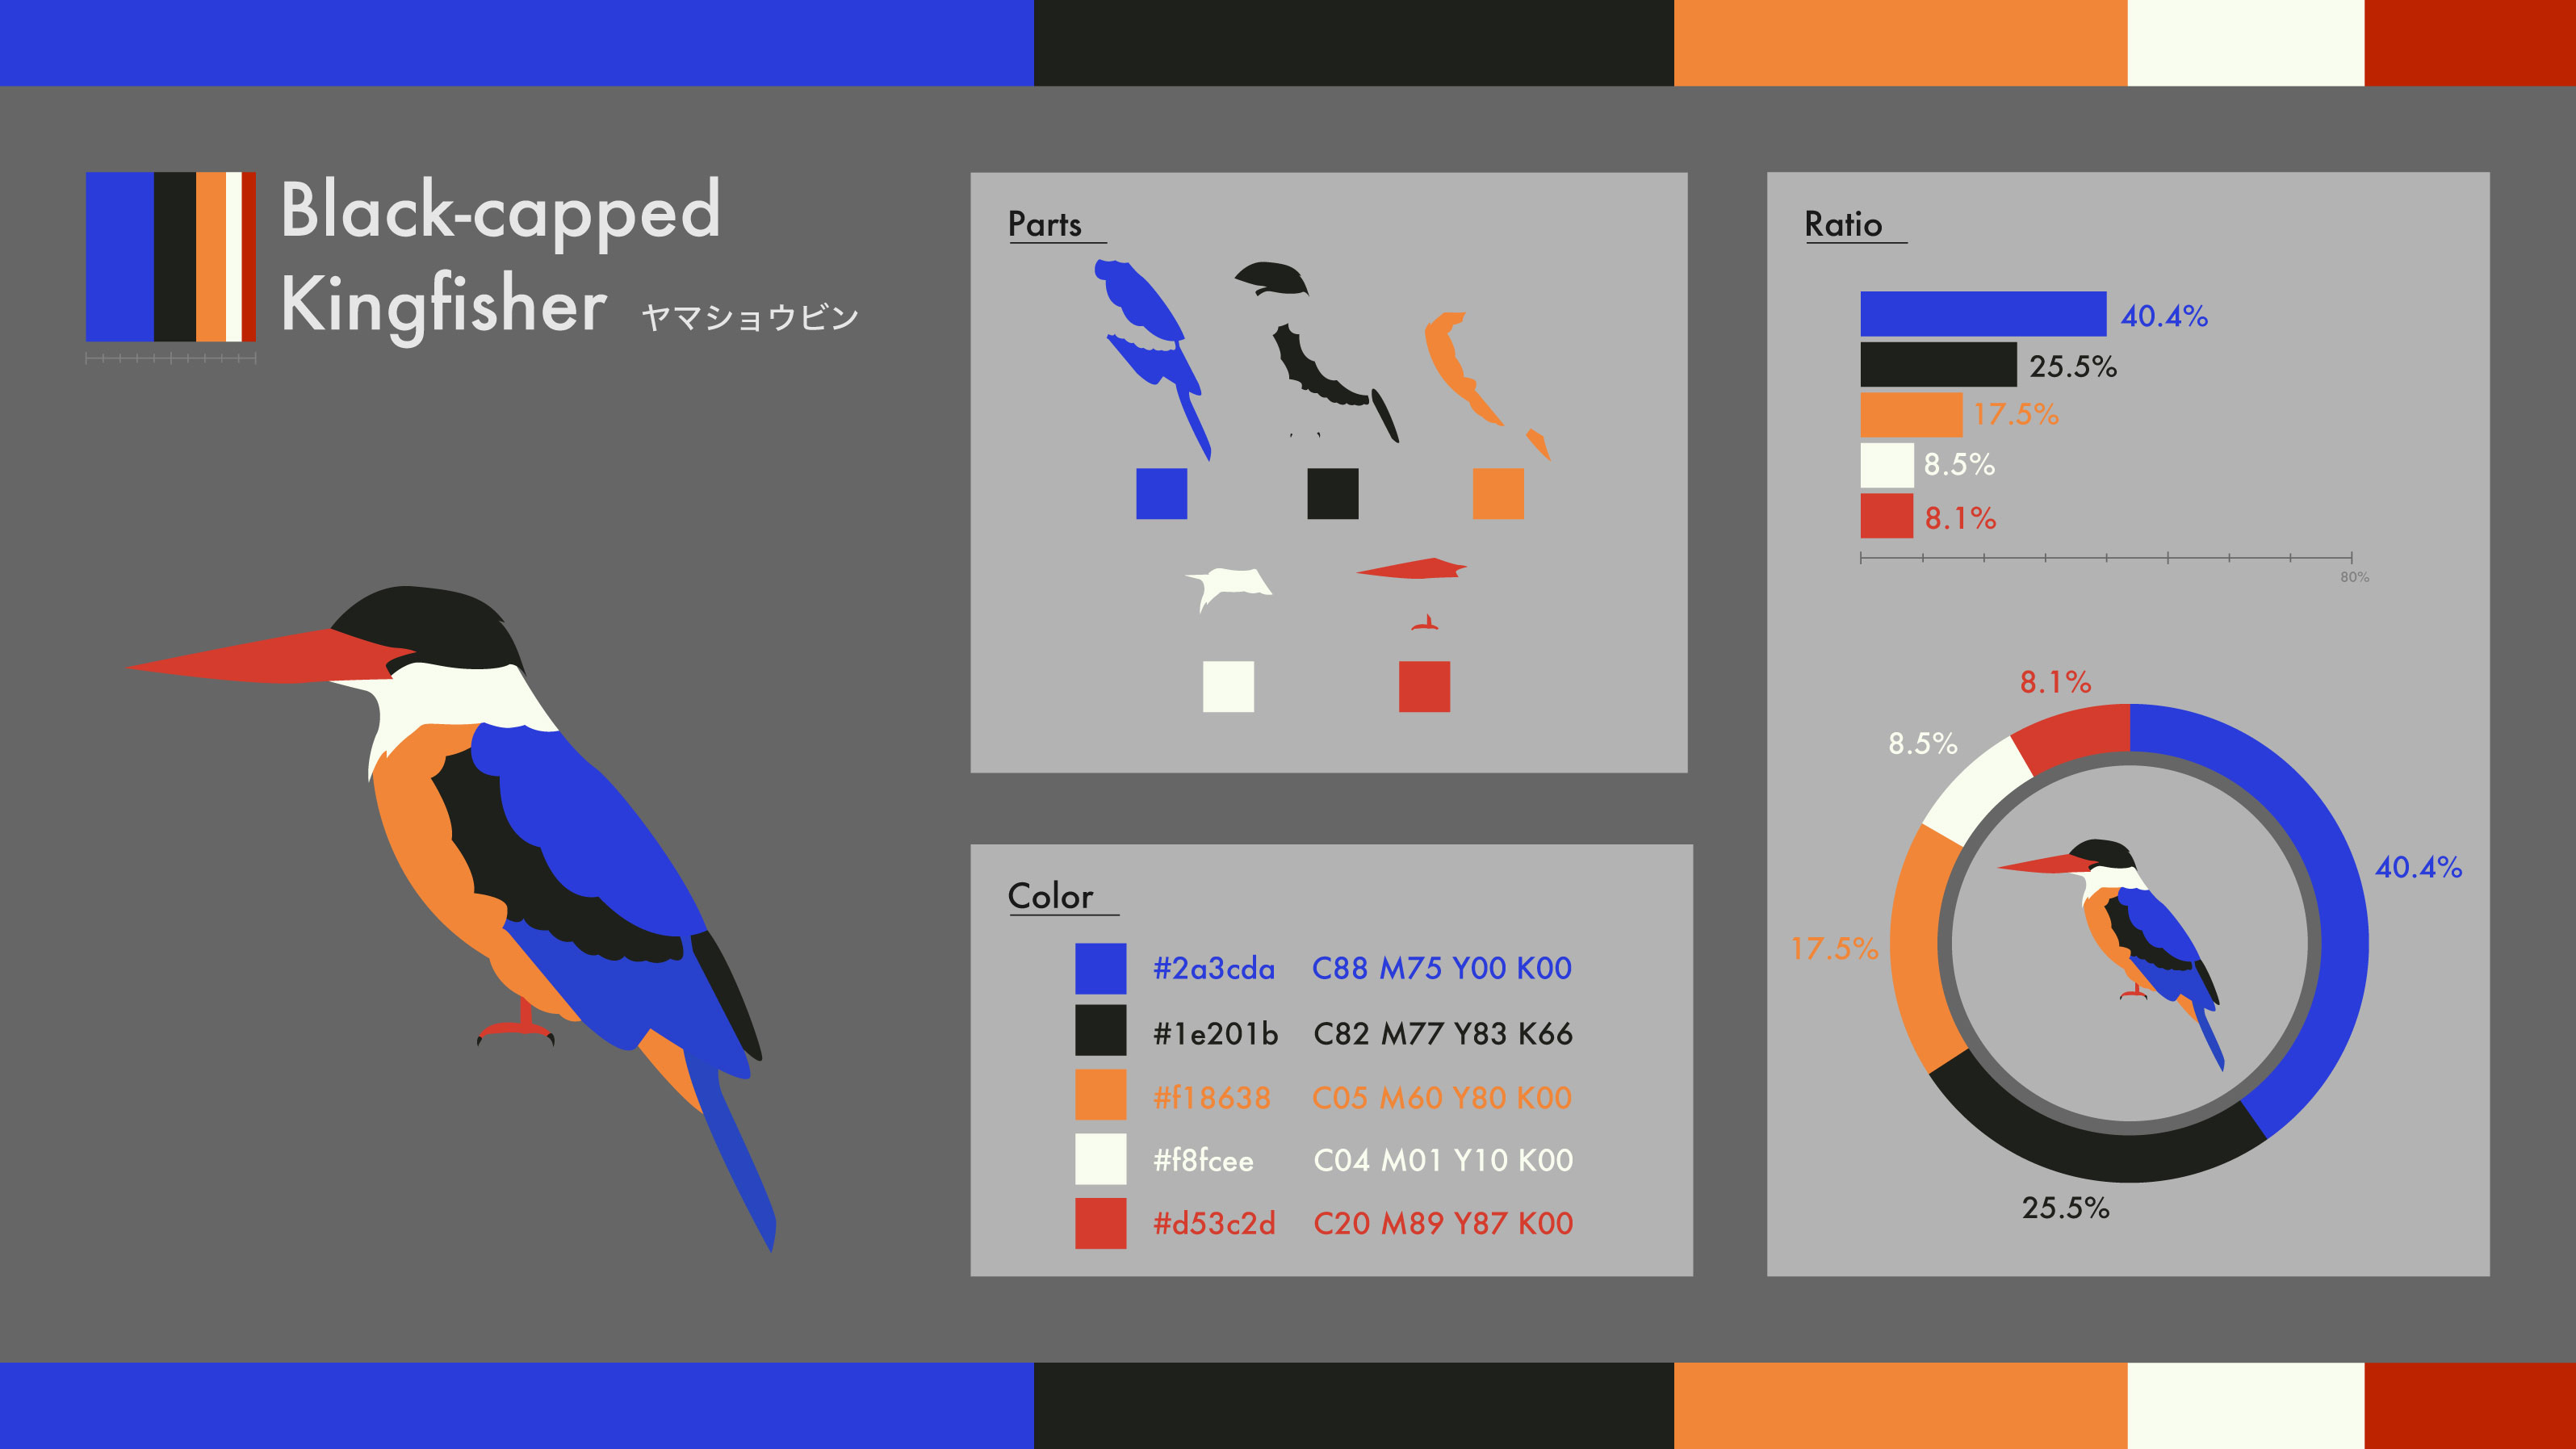 Black-capped
Kingfisher ヤマショウビン
Parts
Color
#2a3cda C88 M75 Y00 K00
#1e201b C82 M77 Y83 K66
#f18638 C05 M60 Y80 K00
#f8fcee C04 M01 Y10 K00
#d53c2d C20 M89 Y87 K00
Ratio
40.4%
25.5%
17.5%
8.5%
8.1%
80%
8.1%
8.5%
40.4%
17.5%
25.5%